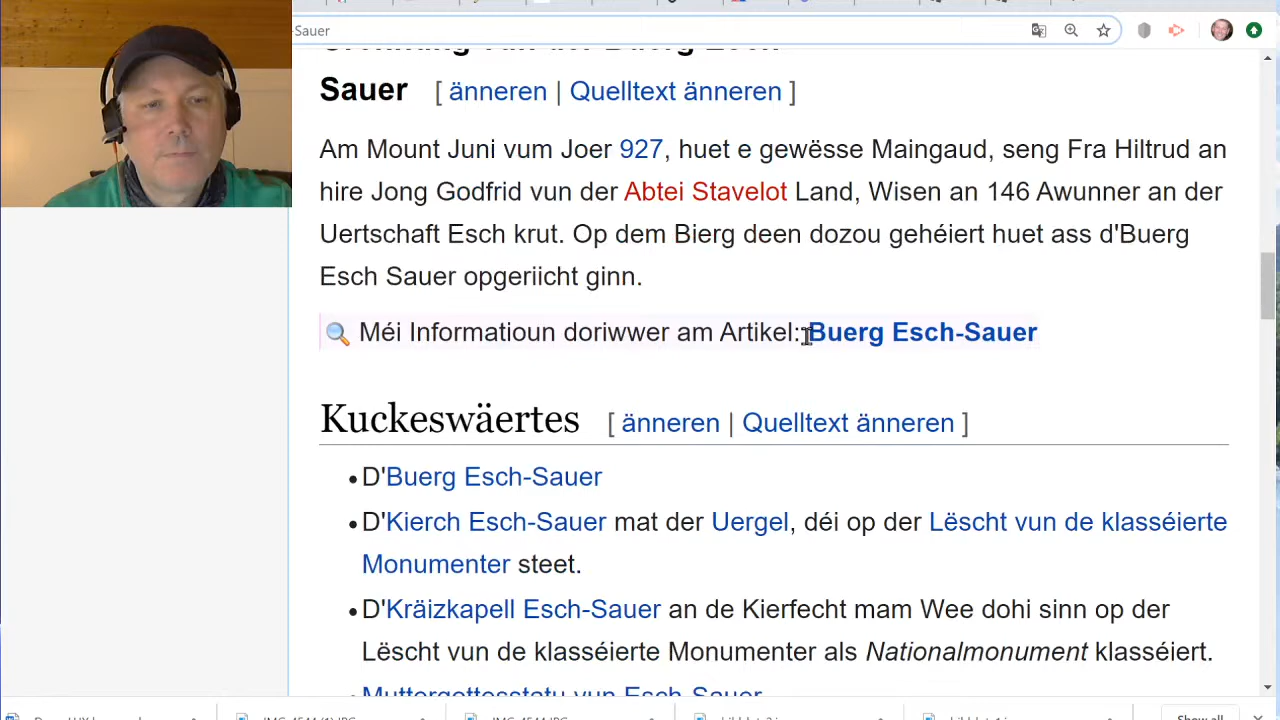 -Sauer
Sauer [ änneren | Quelltext änneren ]
Am Mount Juni vum Joer 927, huet e gewësse Maingaud, seng Fra Hiltrud an
hire Jong Godfrid vun der Abtei Stavelot Land, Wisen an 146 Awunner an der
Uertschaft Esch krut. Op dem Bierg deen dozou gehéiert huet ass d'Buerg
Esch Sauer opgeriicht ginn.
Méi Informatioun doriwwer am Artikel: Buerg Esch-Sauer
Kuckeswäertes [ änneren | Quelltext änneren ]
• D'Buerg Esch-Sauer
• D'Kierch Esch-Sauer mat der Uergel, déi op der Lëscht vun de klasséierte
Monumenter steet.
• D'Kräizkapell Esch-Sauer an de Kierfecht mam Wee dohi sinn op der
Lëscht vun de klasséierte Monumenter als Nationalmonument klasséiert.
• Muttergottesstatu vun Esch-Sauer
Show all